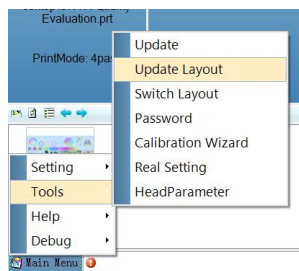 Evaluation.prt
PrintMode: 4pas
Update
Update Layout
Switch Layout
Password
Calibration Wizard
Real Setting
HeadParameter
Setting
Tools
Help
Debug
Main Menu